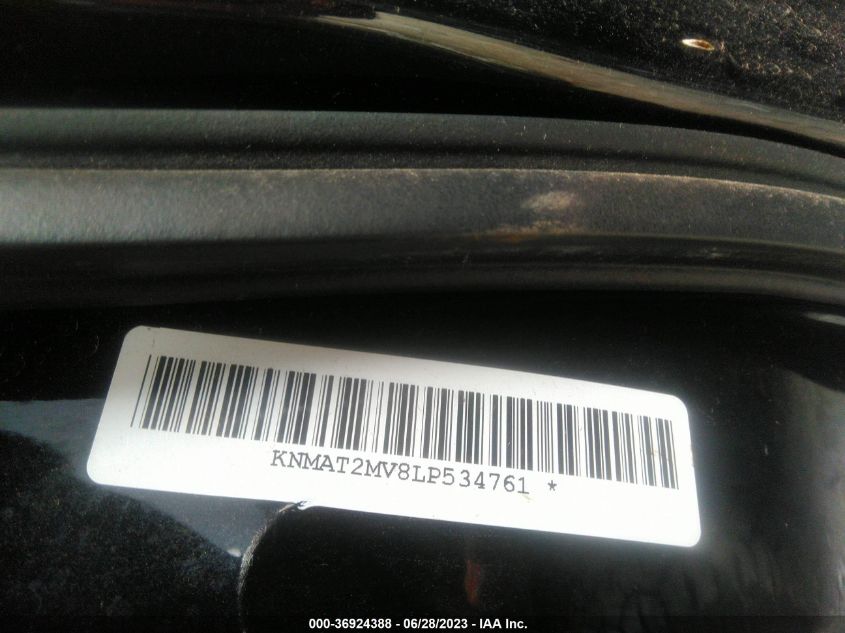 KNMAT2MV8LP534761 *
000-36924388 - 06/28/2023 - IAA Inc.